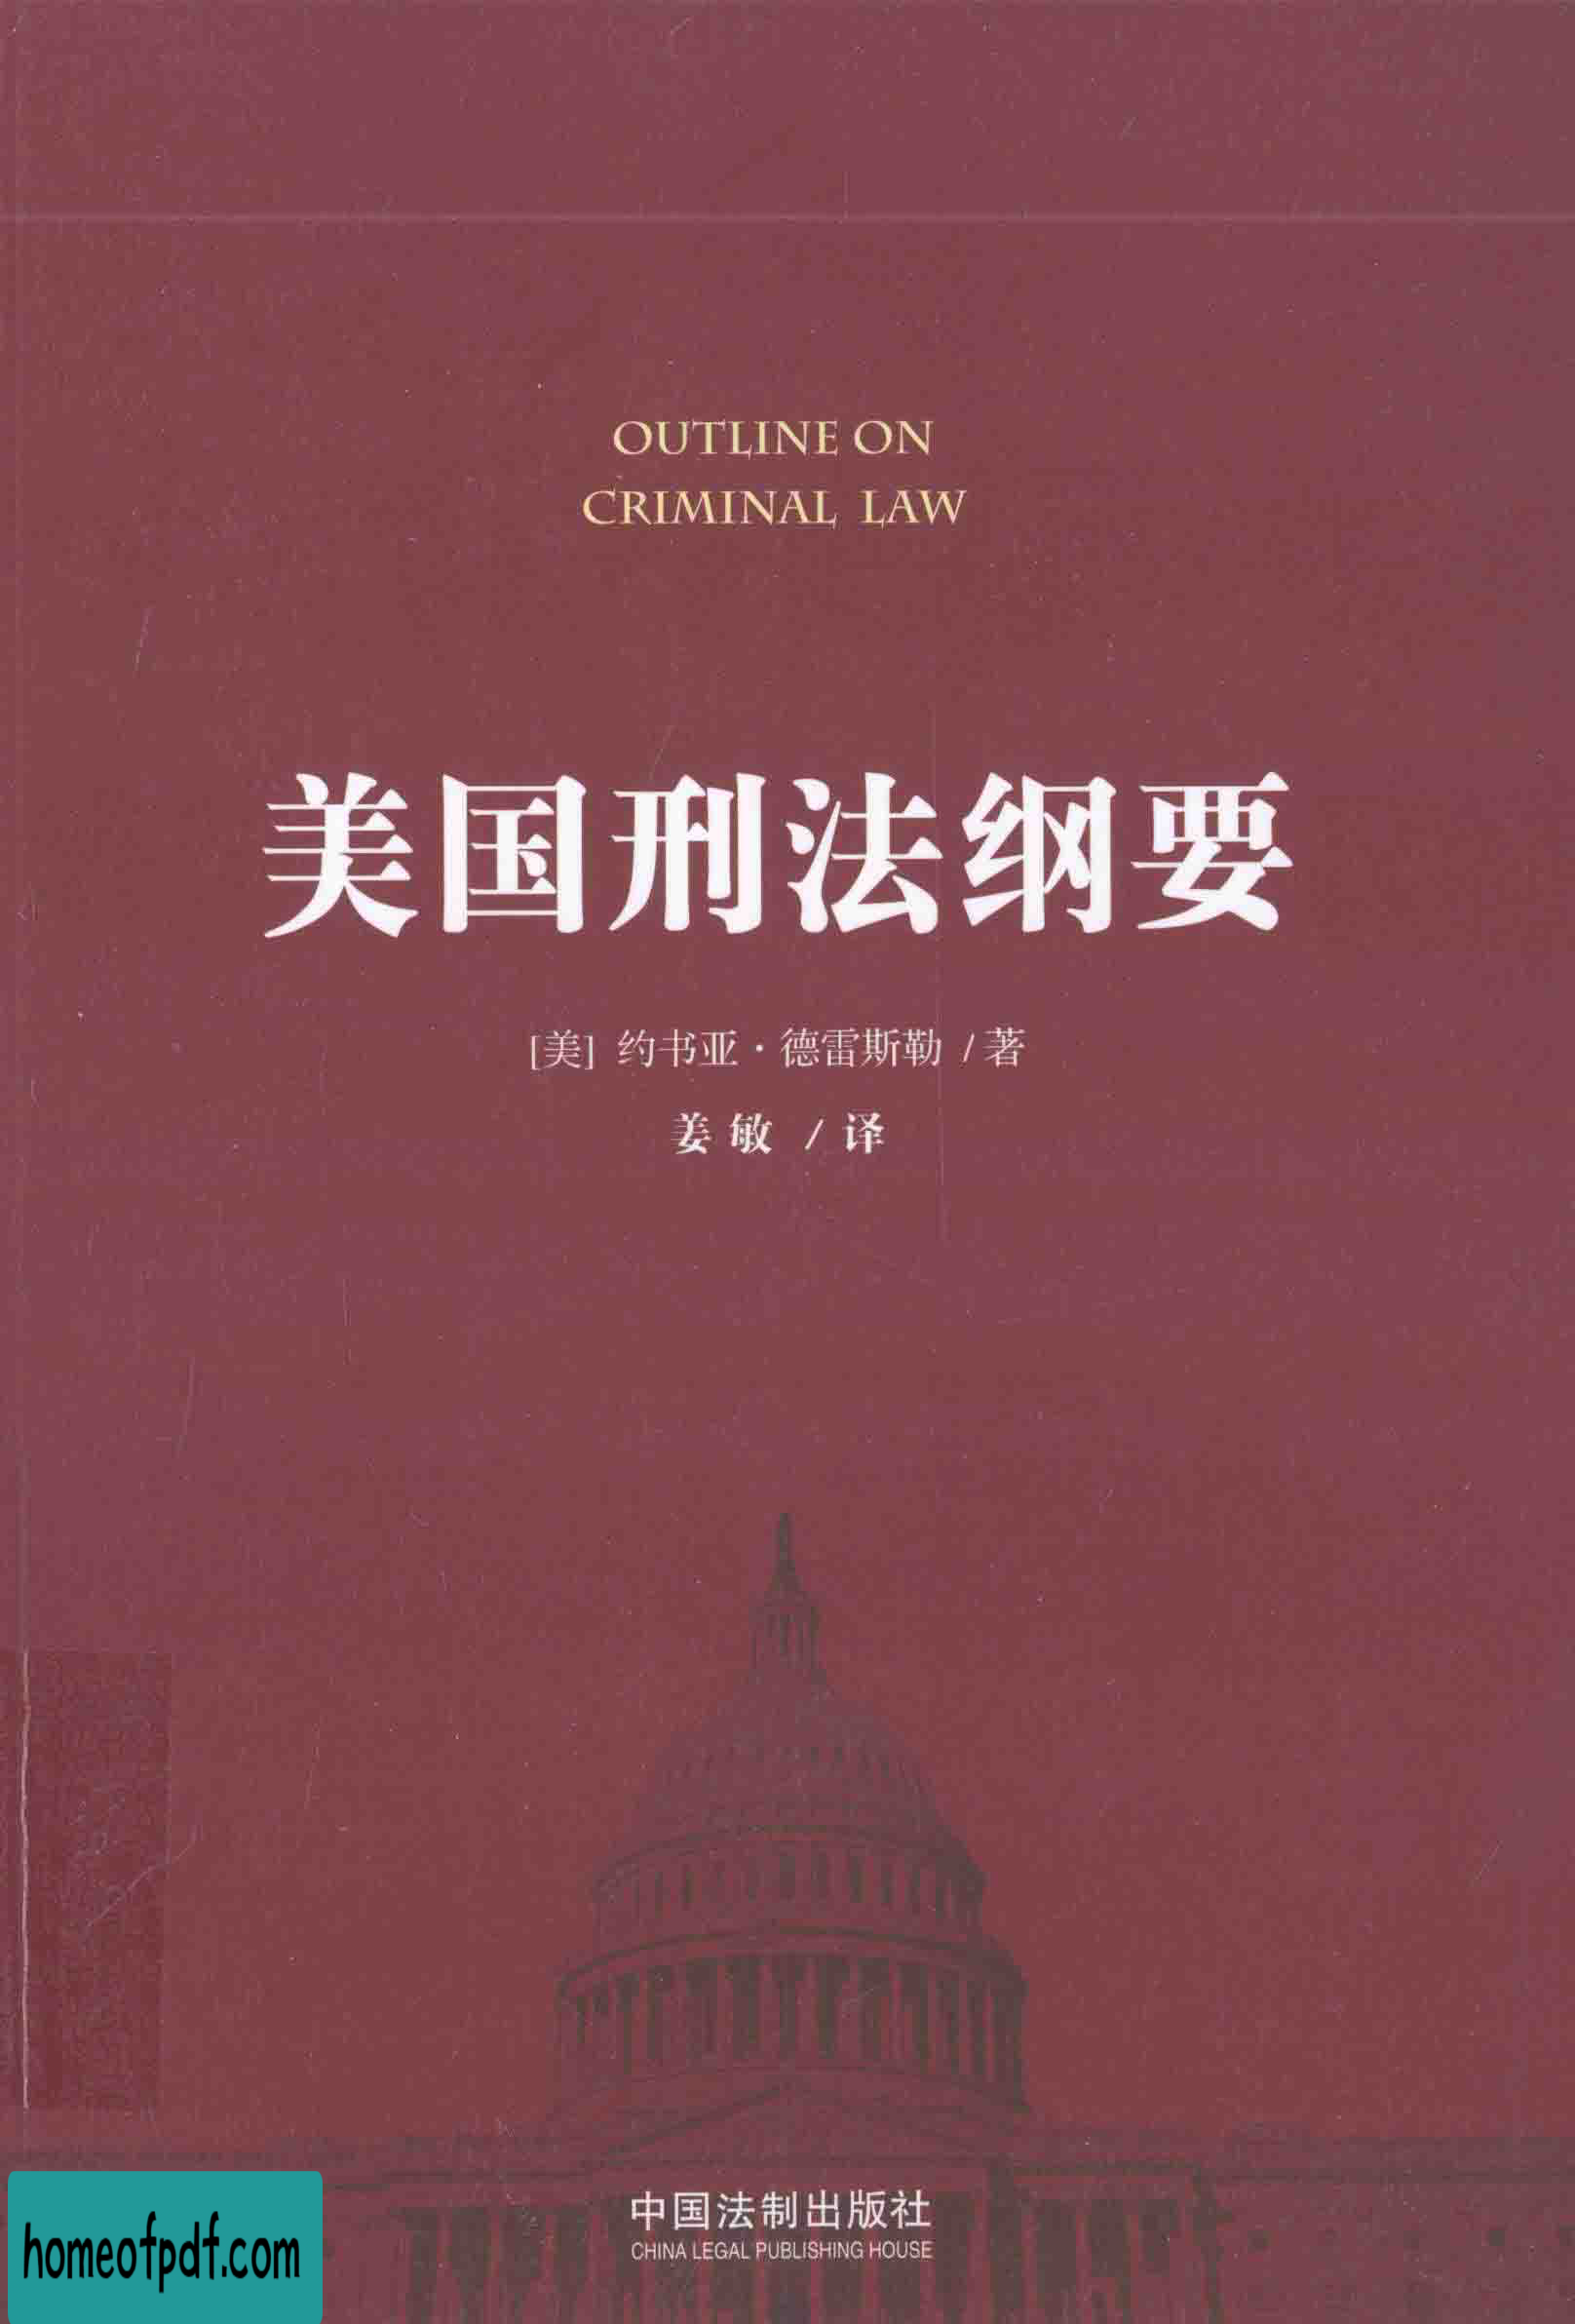 OUTLINE ON
CRIMINAL LAW
美国刑法纲要
[美] 约书亚·德雷斯勒 / 著
姜敏 / 译
中国法制出版社
CHINA LEGAL PUBLISHING HOUSE
homeofpdf.com